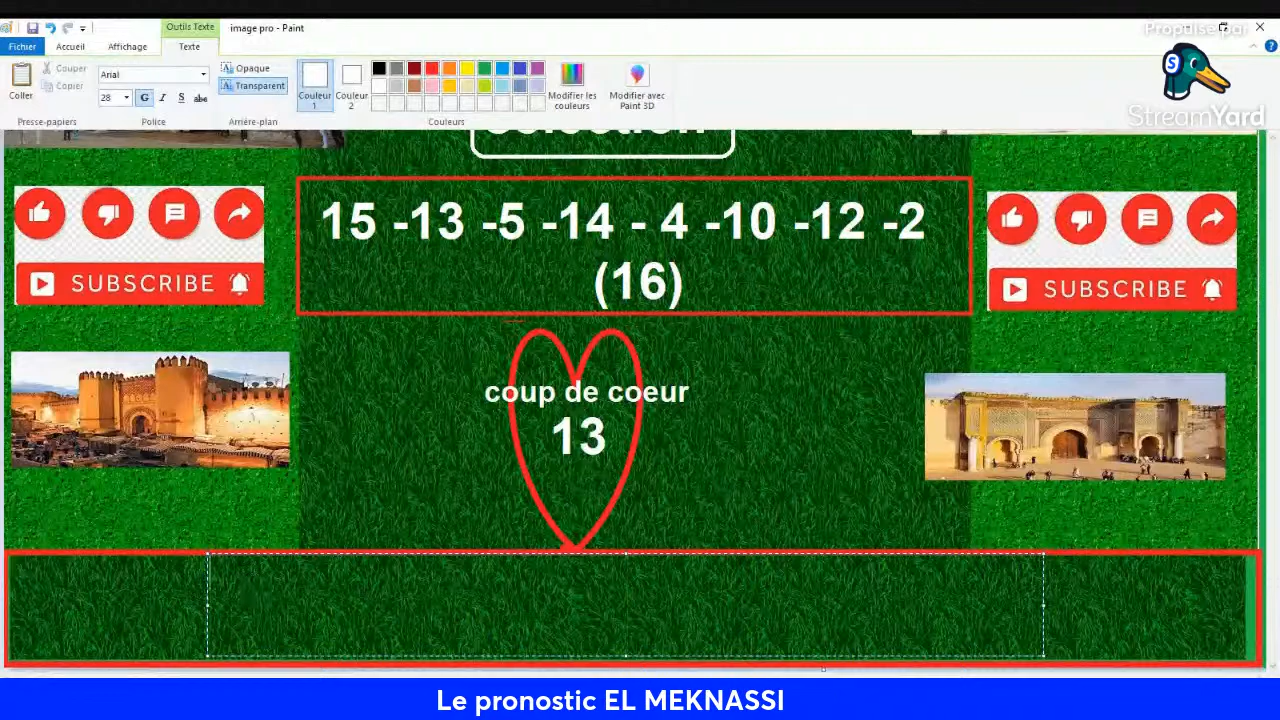 Outils Texte
image pro - Paint
Propulsé par
Fichier
Accueil
Affichage
Texte
Couper
Copier
Coller
Arial
28
G
I
S
abc
Opaque
Transparent
Couleur 1
Couleur 2
Modifier les couleurs
Modifier avec Paint 3D
Presse-papiers
Police
Arrière-plan
Couleurs
StreamYard
15 -13 -5 -14 - 4 -10 -12 -2
(16)
SUBSCRIBE
SUBSCRIBE
coup de coeur
13
Le pronostic EL MEKNASSI